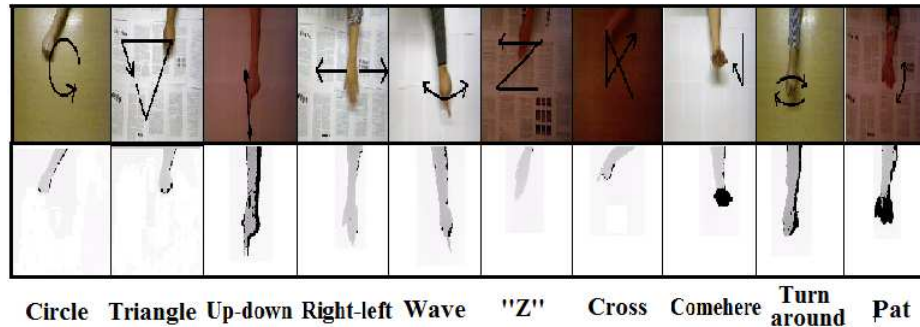 Circle
Triangle
Up-down
Right-left
Wave
"Z"
Cross
Comehere
Turn
around
Pat